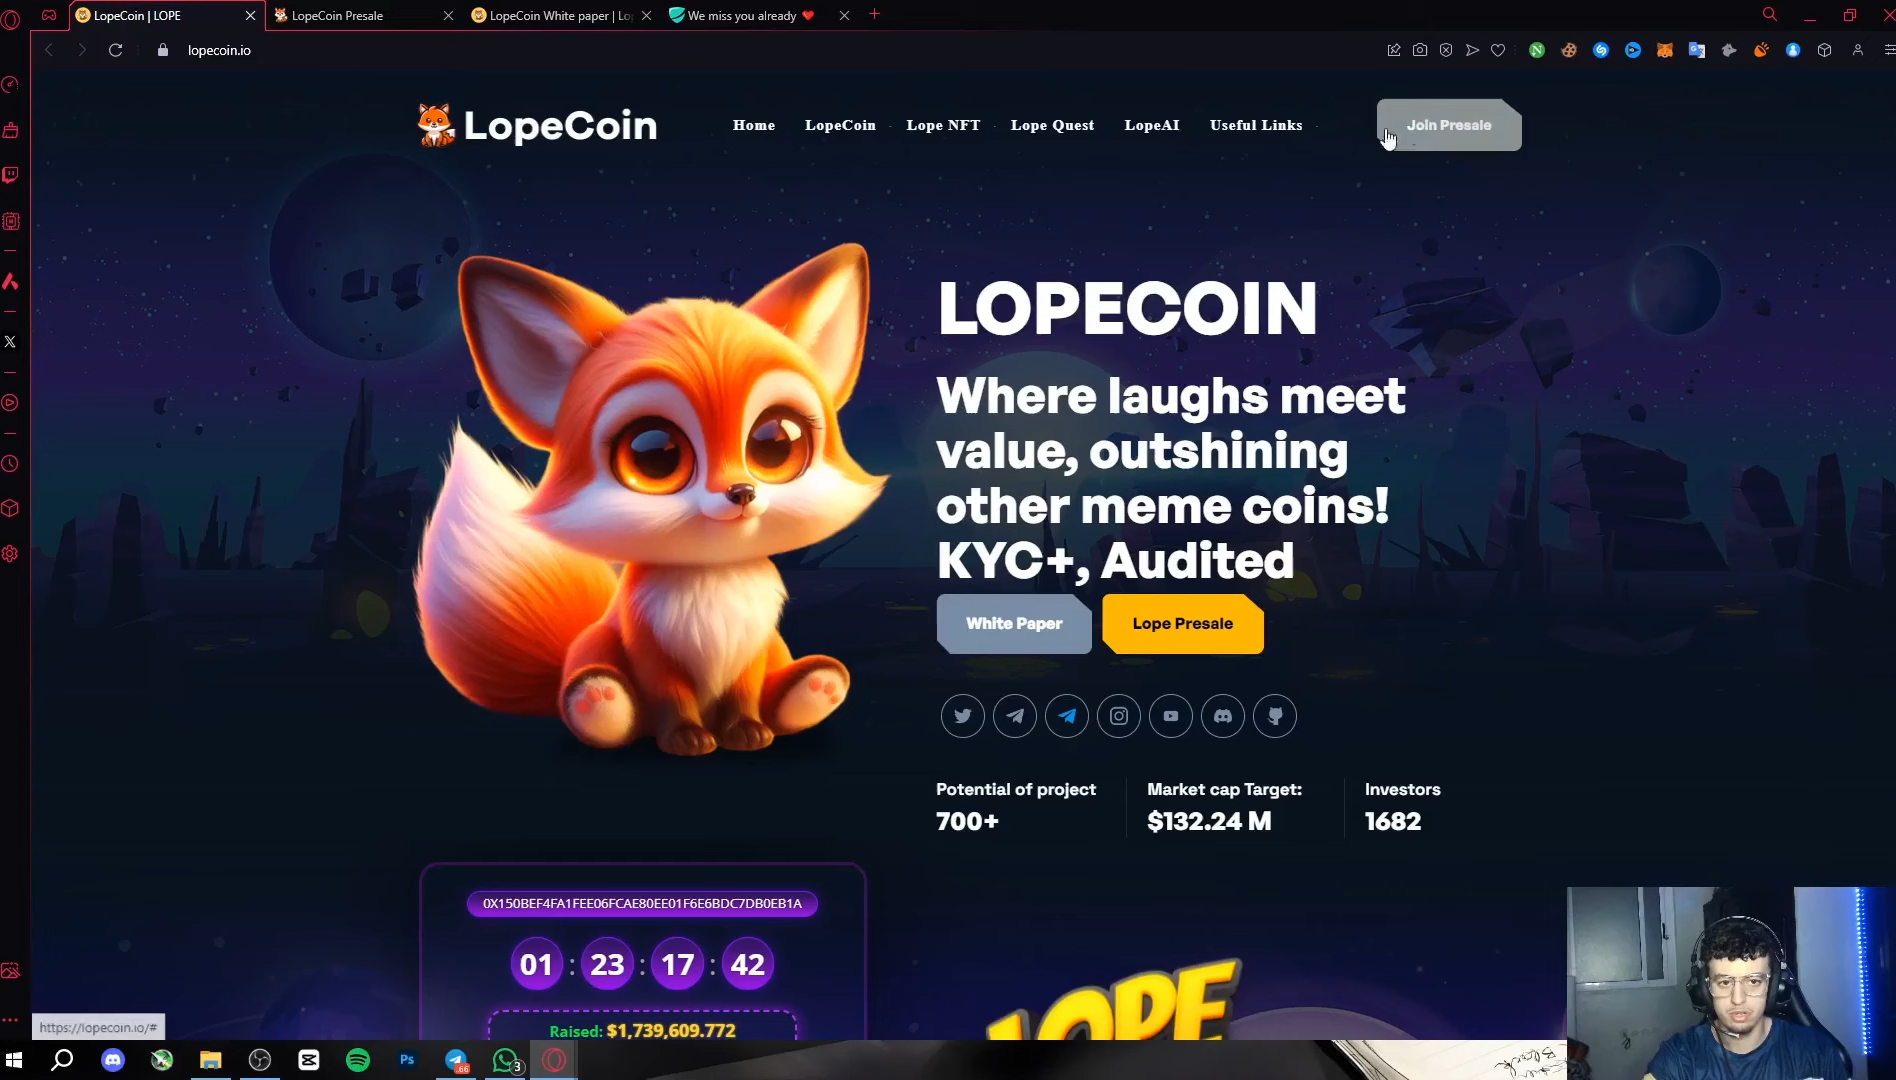 LopeCoin | LOPE
LopeCoin Presale
LopeCoin White paper | Lo
We miss you already
lopecoin.io
LopeCoin
Home
LopeCoin
Lope NFT
Lope Quest
LopeAI
Useful Links
Join Presale
LOPECOIN
Where laughs meet
value, outshining
other meme coins!
KYC+, Audited
White Paper
Lope Presale
Potential of project
700+
Market cap Target:
$132.24 M
Investors
1682
0X150BEF4FA1FEE06FCAE80EE01F6E6BDC7DB0EB1A
01 : 23 : 17 : 42
Raised: $1,739,609.772
LOPE
https://lopecoin.io/#
Ps
66
3